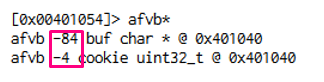 [0x00401054]> afvb*
afvb -84 buf char * @ 0x401040
afvb -4 cookie uint32_t @ 0x401040